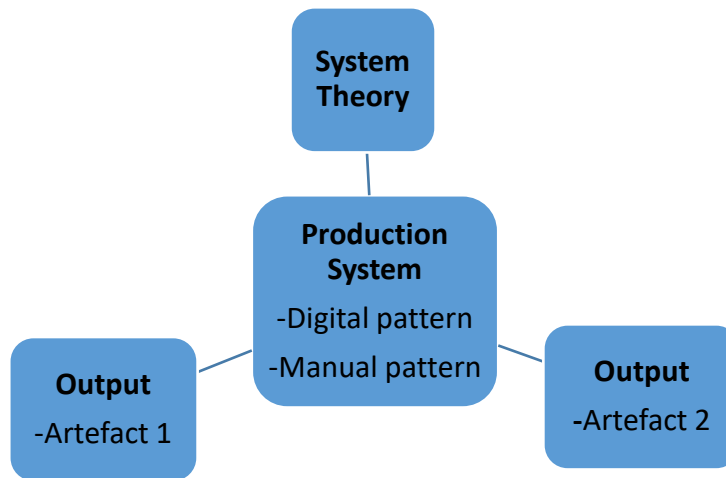 System
Theory
Production
System
-Digital pattern
-Manual pattern
Output
-Artefact 1
Output
-Artefact 2